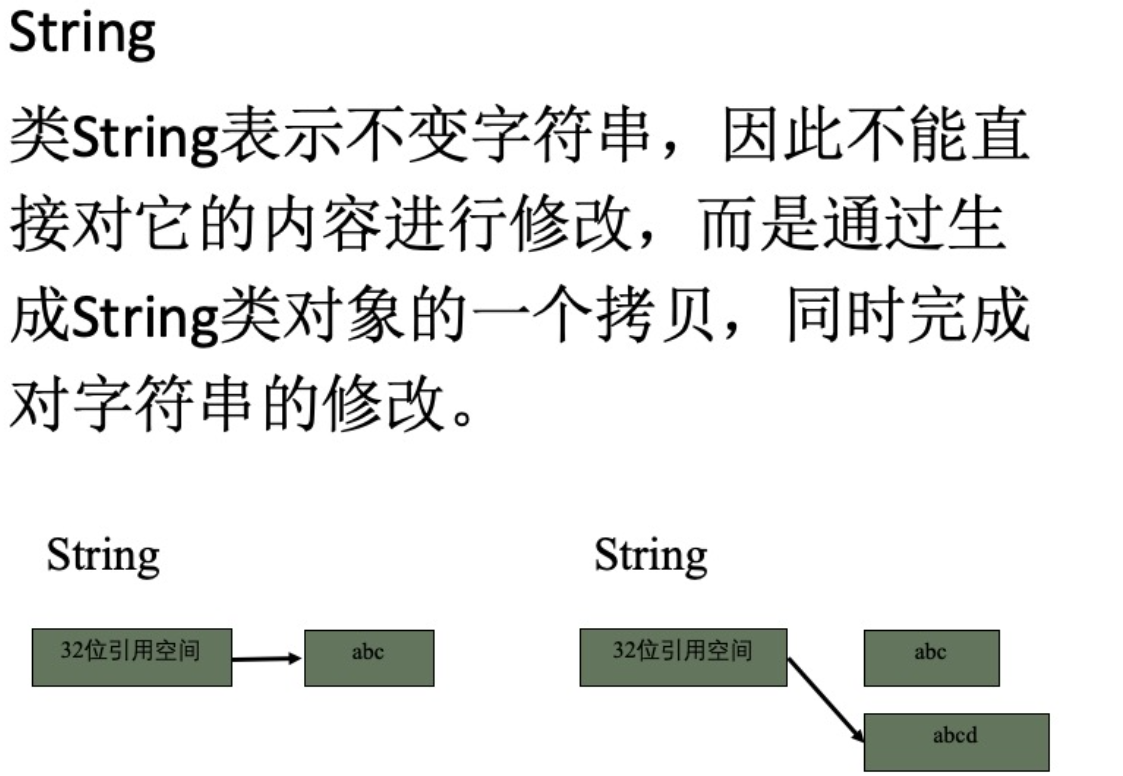 String
类String表示不变字符串，因此不能直
接对它的内容进行修改，而是通过生
成String类对象的一个拷贝，同时完成
对字符串的修改。
String
String
32位引用空间
abc
32位引用空间
abc
abcd